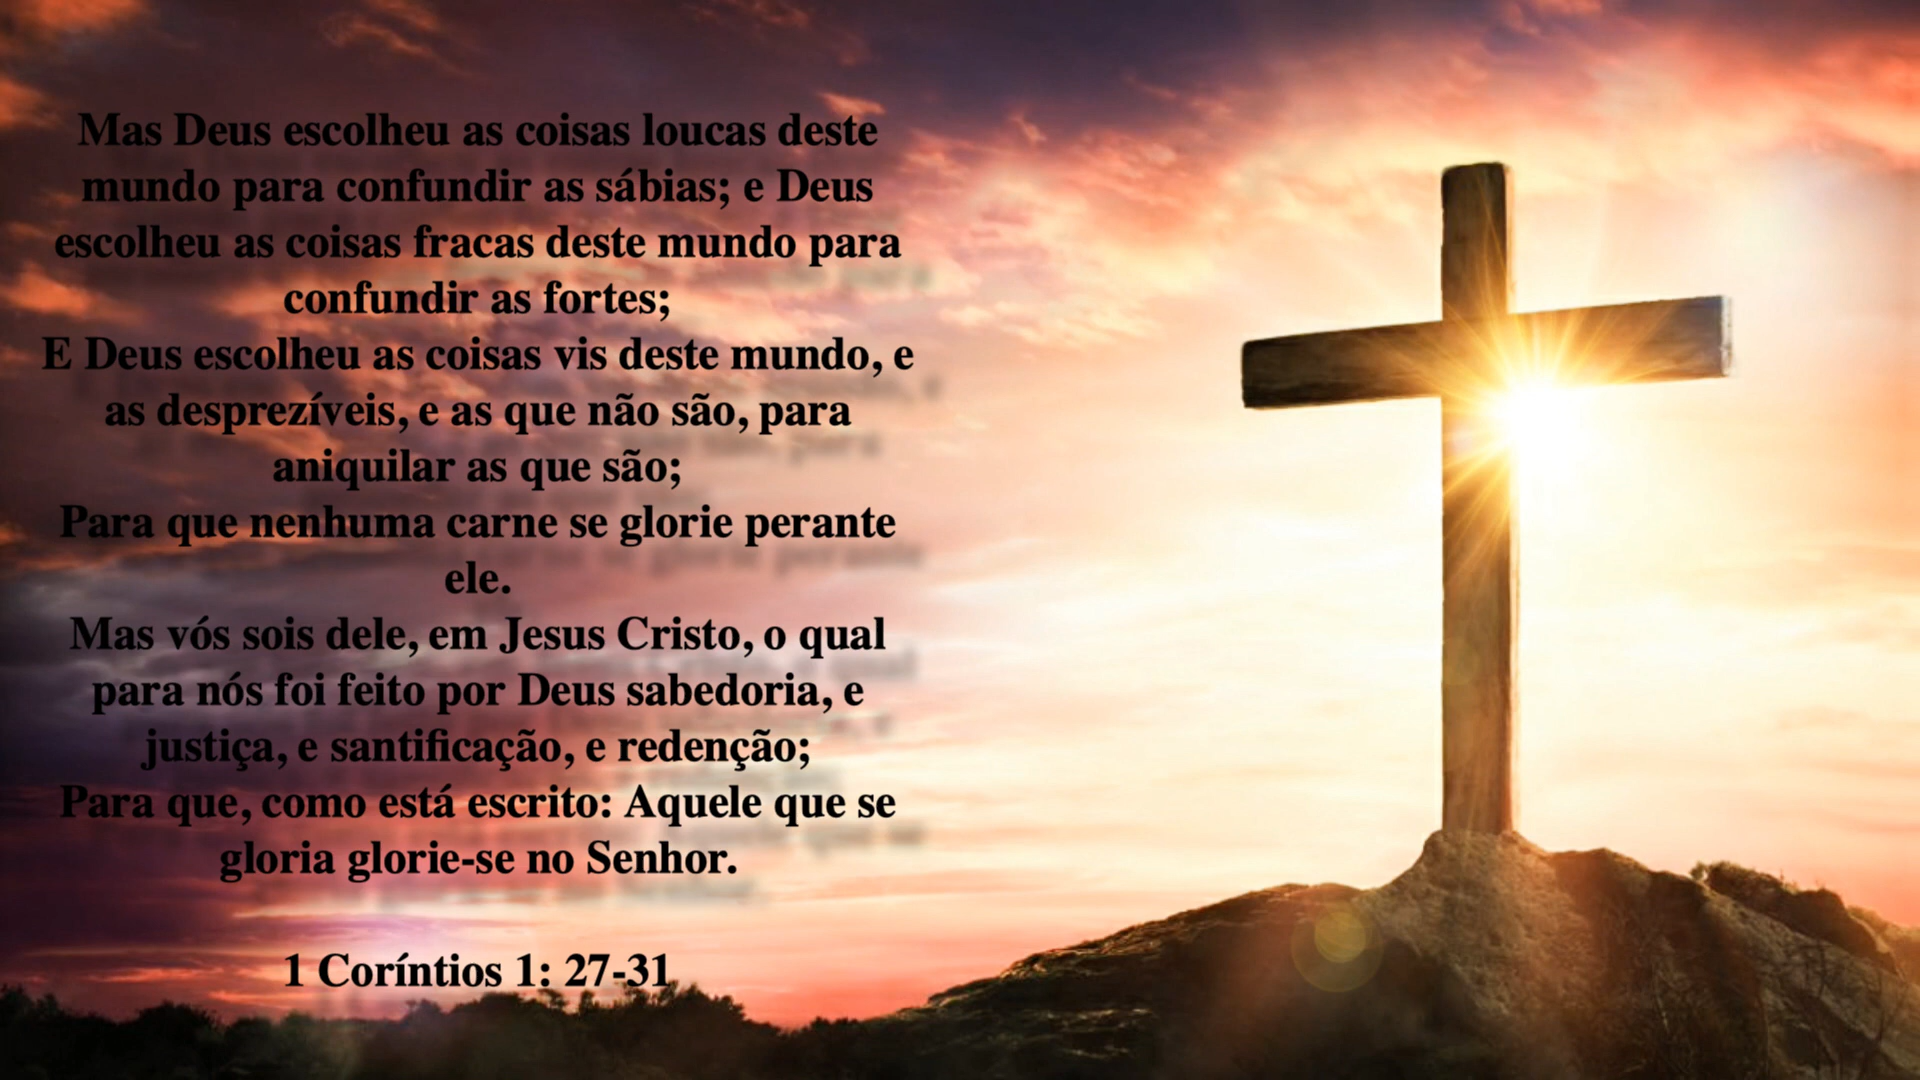 Mas Deus escolheu as coisas loucas deste
mundo para confundir as sábias; e Deus
escolheu as coisas fracas deste mundo para
confundir as fortes;
E Deus escolheu as coisas vis deste mundo, e
as desprezíveis, e as que não são, para
aniquilar as que são;
Para que nenhuma carne se glorie perante
ele.
Mas vós sois dele, em Jesus Cristo, o qual
para nós foi feito por Deus sabedoria, e
justiça, e santificação, e redenção;
Para que, como está escrito: Aquele que se
gloria glorie-se no Senhor.
1 Coríntios 1: 27-31